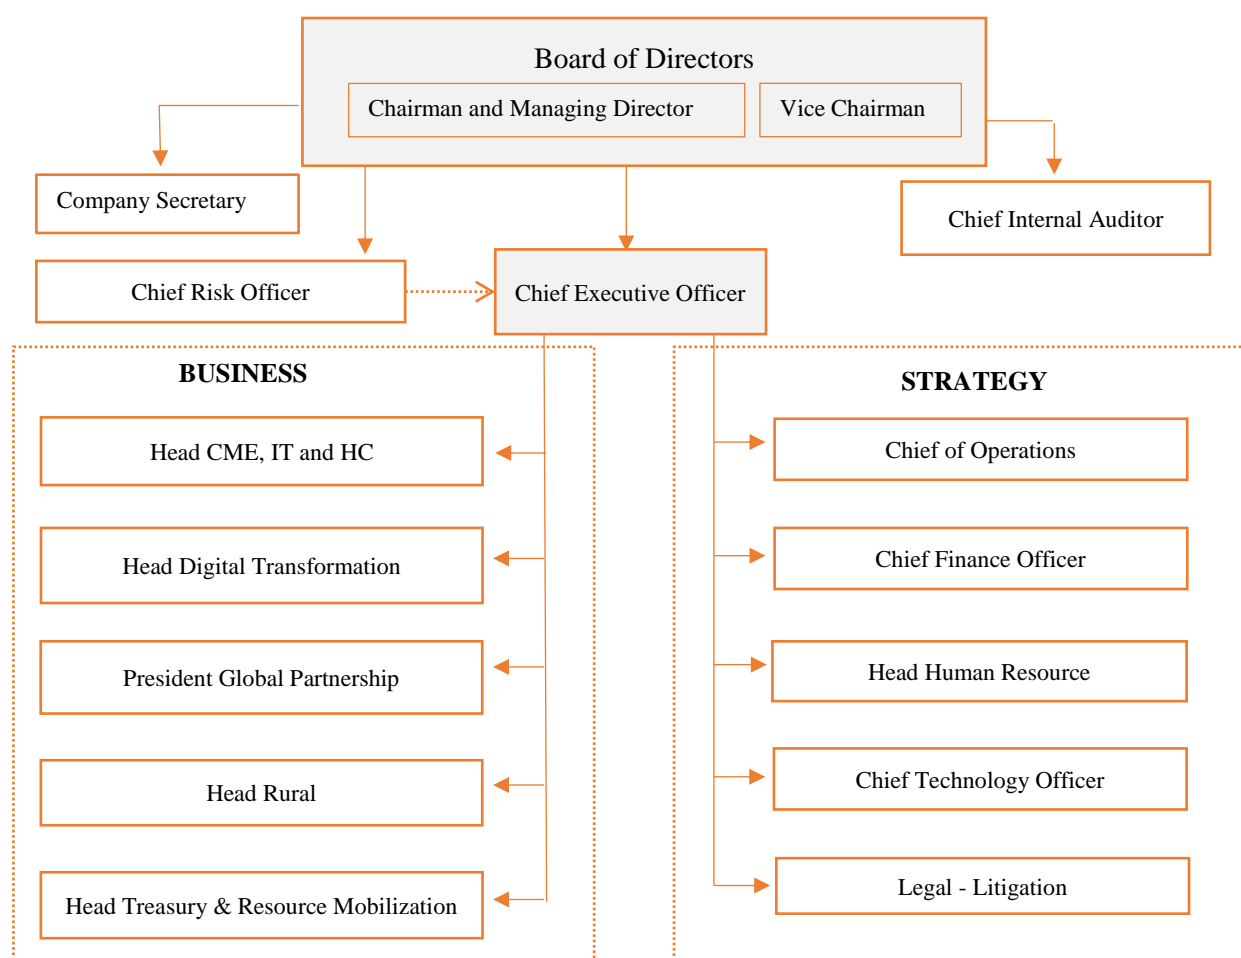 Board of Directors
Chairman and Managing Director
Vice Chairman
Company Secretary
Chief Internal Auditor
Chief Risk Officer
Chief Executive Officer
BUSINESS
Head CME, IT and HC
Head Digital Transformation
President Global Partnership
Head Rural
Head Treasury & Resource Mobilization
STRATEGY
Chief of Operations
Chief Finance Officer
Head Human Resource
Chief Technology Officer
Legal - Litigation